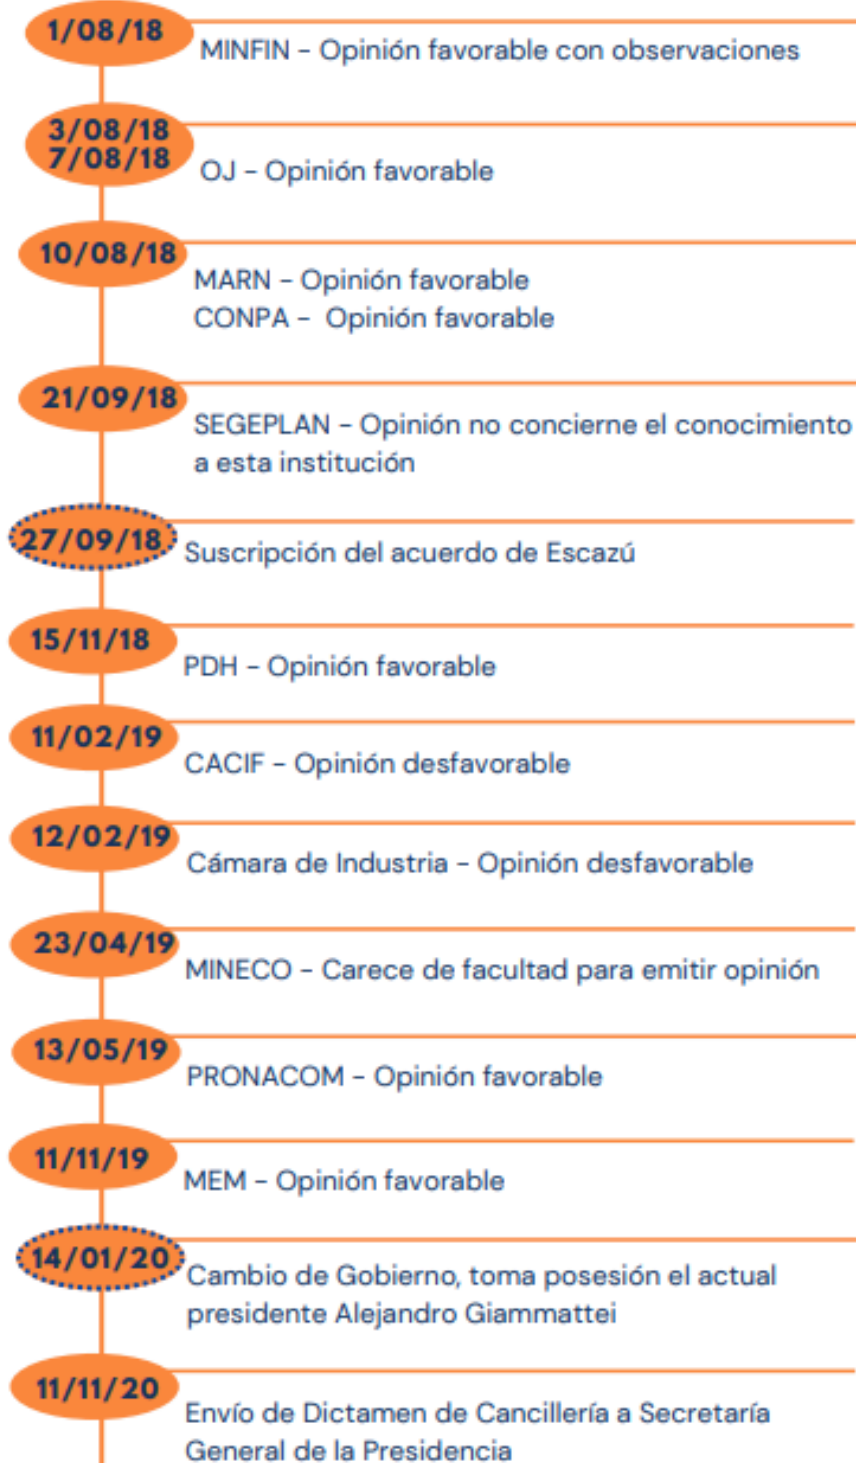 1/08/18
MINFIN – Opinión favorable con observaciones
3/08/18
7/08/18
OJ – Opinión favorable
10/08/18
MARN – Opinión favorable
CONPA – Opinión favorable
21/09/18
SEGEPLAN – Opinión no concierne el conocimiento
a esta institución
27/09/18
Suscripción del acuerdo de Escazú
15/11/18
PDH – Opinión favorable
11/02/19
CACIF – Opinión desfavorable
12/02/19
Cámara de Industria – Opinión desfavorable
23/04/19
MINECO – Carece de facultad para emitir opinión
13/05/19
PRONACOM – Opinión favorable
11/11/19
MEM – Opinión favorable
14/01/20
Cambio de Gobierno, toma posesión el actual
presidente Alejandro Giammattei
11/11/20
Envío de Dictamen de Cancillería a Secretaría
General de la Presidencia